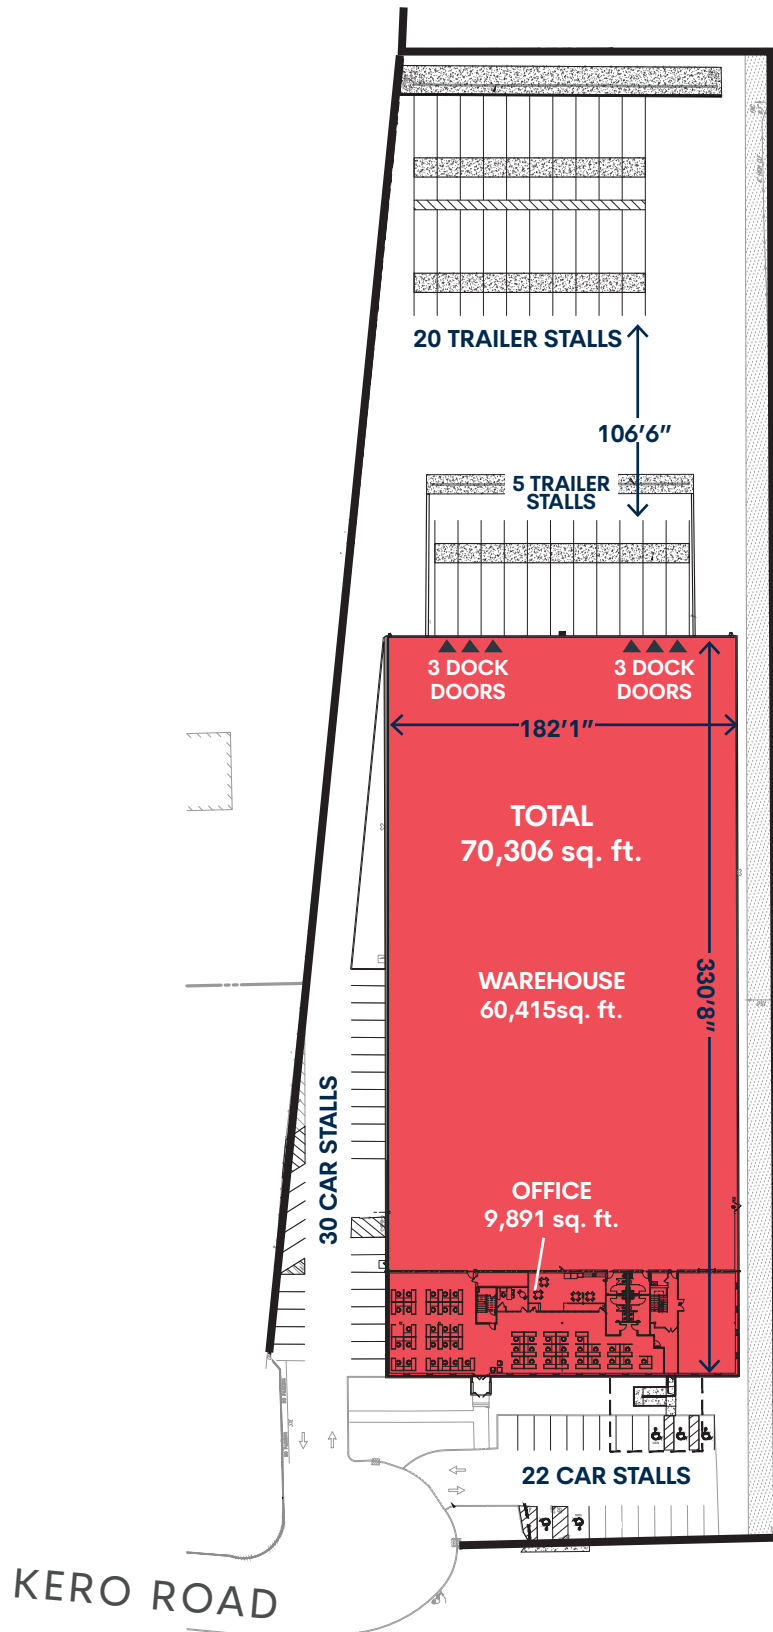 20 TRAILER STALLS
106’6”
5 TRAILER
STALLS
3 DOCK
DOORS
3 DOCK
DOORS
182’1”
TOTAL
70,306 sq. ft.
330’8”
WAREHOUSE
60,415sq. ft.
30 CAR STALLS
OFFICE
9,891 sq. ft.
22 CAR STALLS
KERO ROAD